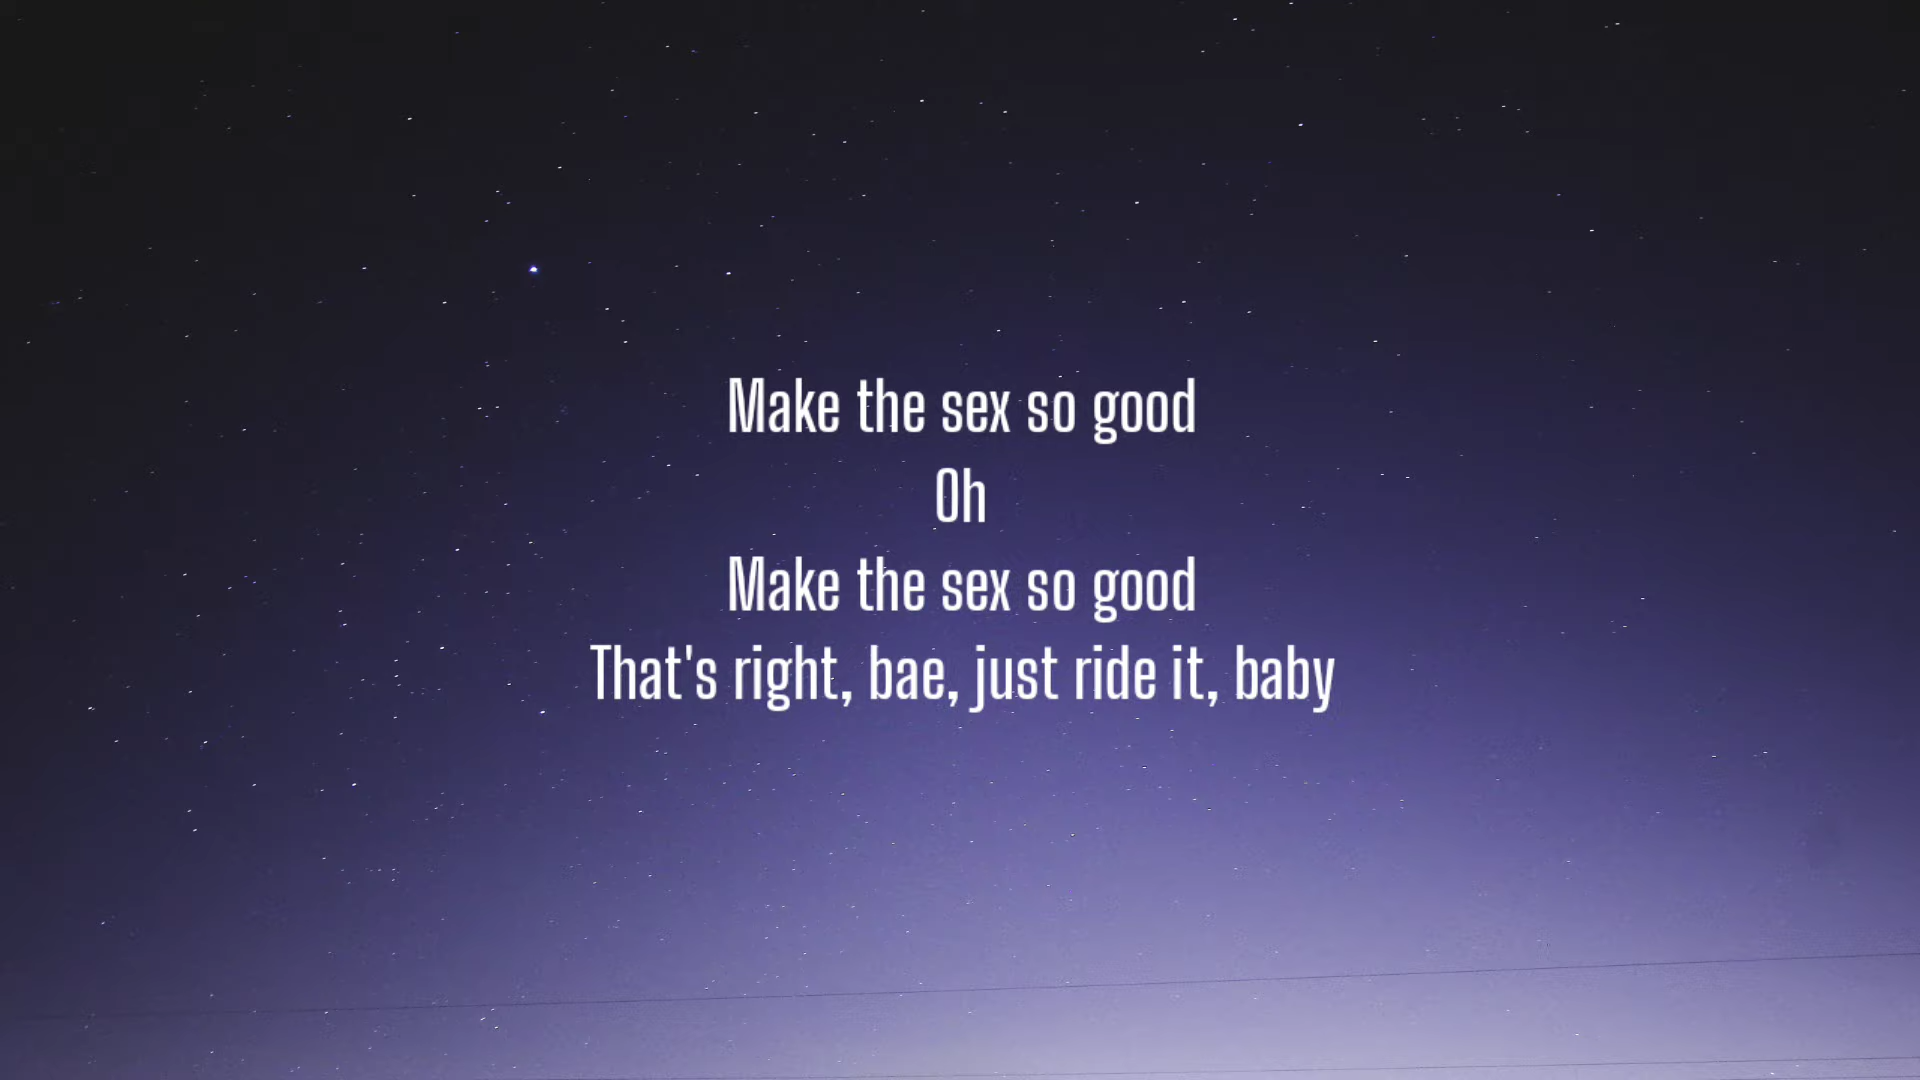 Make the sex so good
Oh
Make the sex so good
That's right, bae, just ride it, baby